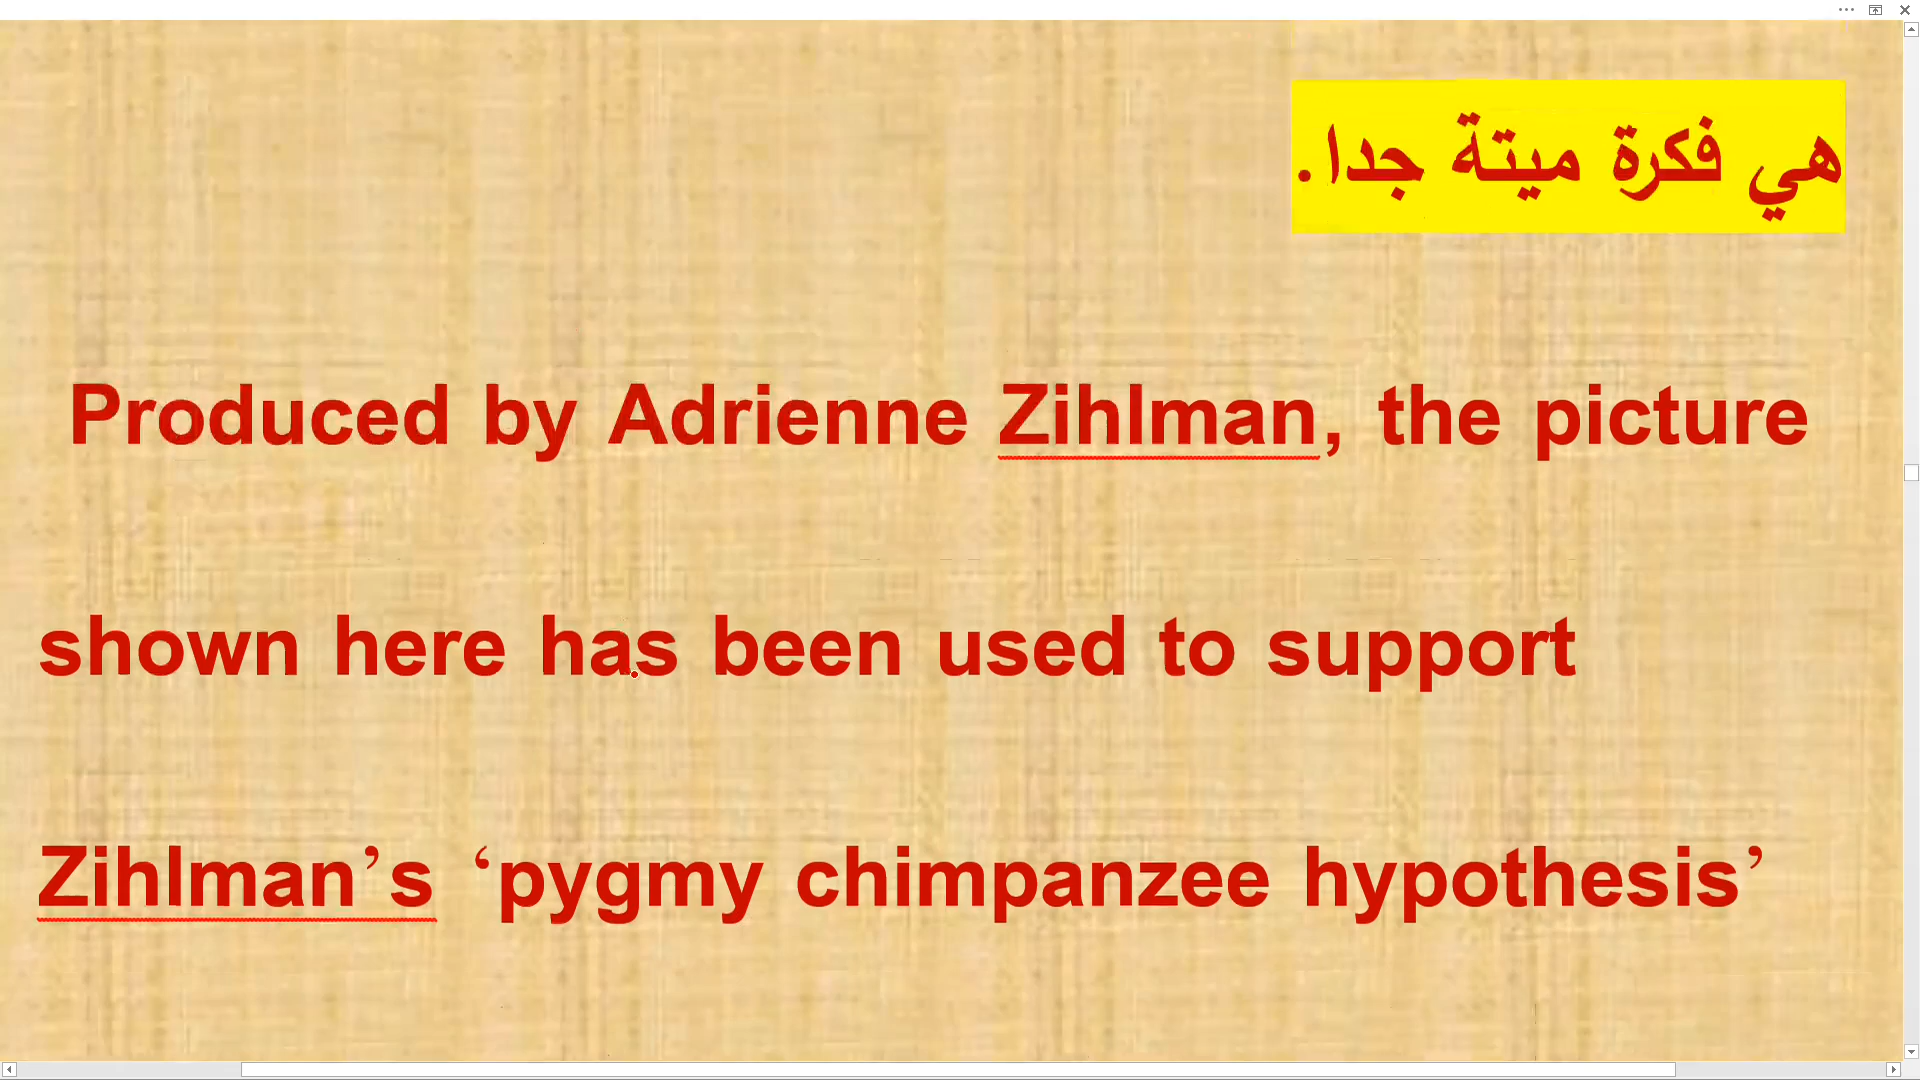 هي فكرة ميتة جدا.
Produced by Adrienne Zihlman, the picture
shown here has been used to support
Zihlman’s ‘pygmy chimpanzee hypothesis’